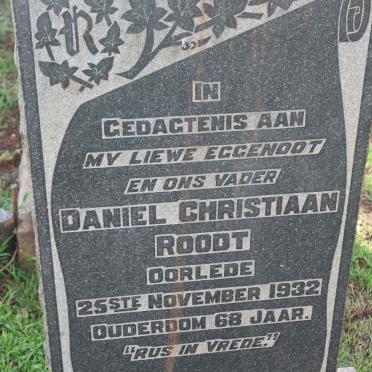 IN
GEDAGTENIS AAN
MY LIEWE EGGENOOT
EN ONS VADER
DANIEL CHRISTIAAN
ROODT
OORLEDE
25STE NOVEMBER 1932
OUDERDOM 68 JAAR.
"RUS IN VREDE."